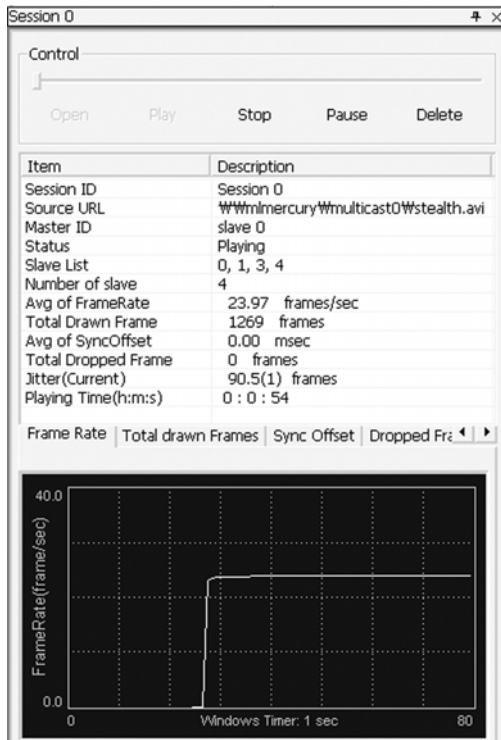 Session 0
Control
Open Play Stop Pause Delete
Item Description
Session ID Session 0
Source URL ₩₩mlmercury₩multicast0₩stealth.avi
Master ID slave 0
Status Playing
Slave List 0, 1, 3, 4
Number of slave 4
Avg of FrameRate 23.97 frames/sec
Total Drawn Frame 1269 frames
Avg of SyncOffset 0.00 msec
Total Dropped Frame 0 frames
Jitter(Current) 90.5(1) frames
Playing Time(h:m:s) 0 : 0 : 54
Frame Rate Total drawn Frames Sync Offset Dropped Fra
40.0
FrameRate(frame/sec)
0.0
0 Windows Timer: 1 sec 80